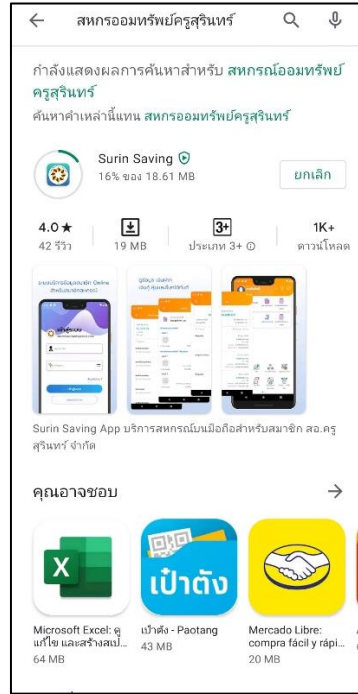 สหกรออมทรัพย์ครูสุรินทร์
กำลังแสดงผลการค้นหาสำหรับ สหกรณ์ออมทรัพย์
ครูสุรินทร์
ค้นหาคำเหล่านี้แทน สหกรออมทรัพย์ครูสุรินทร์
Surin Saving
16% ของ 18.61 MB
ยกเลิก
4.0 ★
42 รีวิว
19 MB
3+
ประเภท 3+
1K+
ดาวน์โหลด
เข้าสู่ระบบ
Surin Saving App บริการสหกรณ์บนมือถือสำหรับสมาชิก สอ.ครู
สุรินทร์ จำกัด
คุณอาจชอบ
X
เป๋าตัง
Microsoft Excel: ดู
แก้ไข และสร้างสเป...
64 MB
เป๋าตัง - Paotang
43 MB
Mercado Libre:
compra fácil y rápi...
20 MB